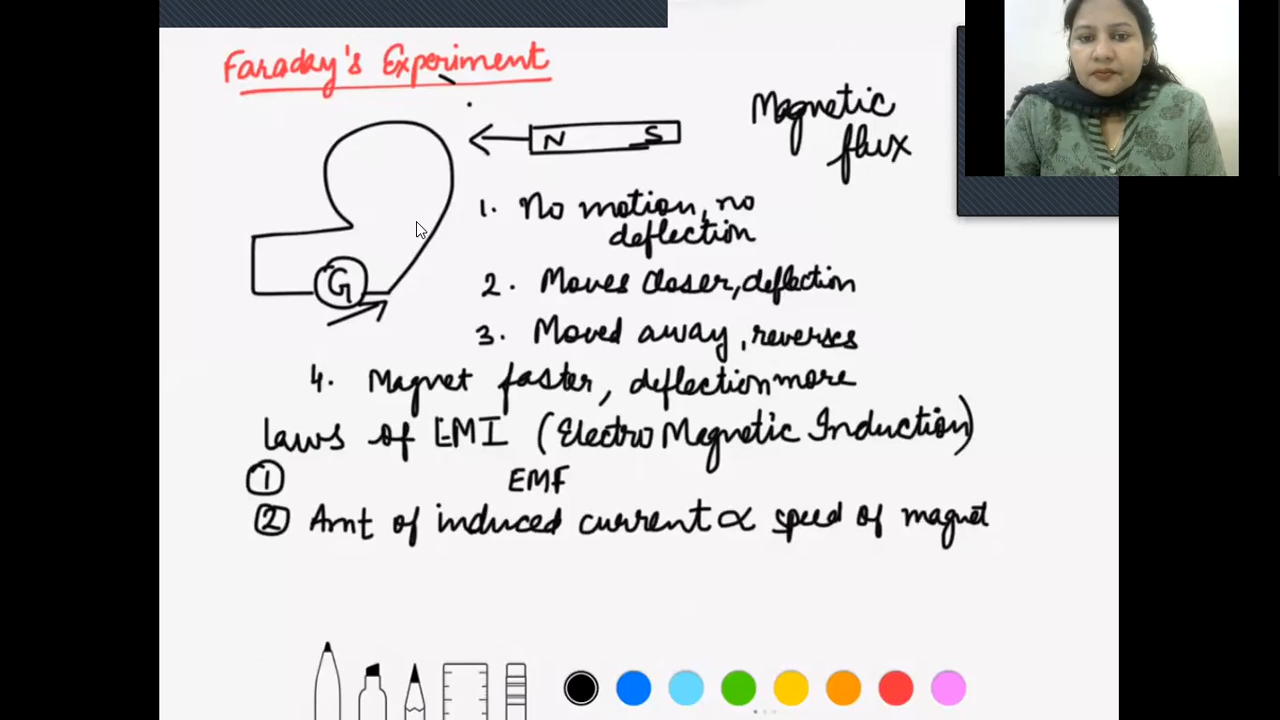 Faraday's Experiment
N S
Magnetic
flux
1. No motion, no
deflection
G
2. Moves closer, deflection
3. Moved away, reverses
4. Magnet faster, deflection more
Laws of EMI (Electro Magnetic Induction)
1 EMF
2 Amt of induced current ∝ speed of magnet